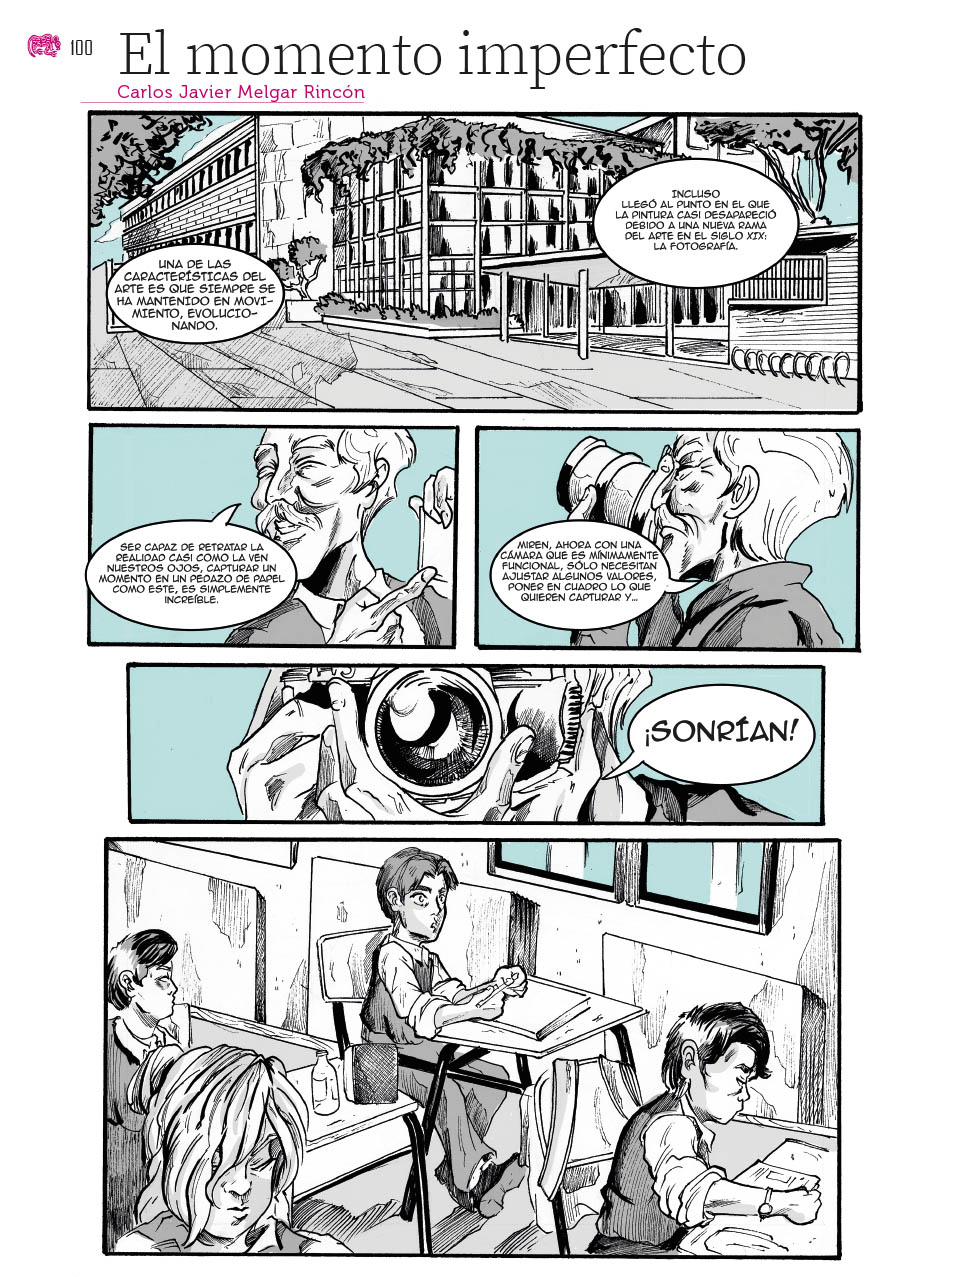 100
El momento imperfecto
Carlos Javier Melgar Rincón
UNA DE LAS
CARACTERÍSTICAS DEL
ARTE ES QUE SIEMPRE SE
HA MANTENIDO EN MOVI-
MIENTO, EVOLUCIO-
NANDO.
INCLUSO
LLEGÓ AL PUNTO EN EL QUE
LA PINTURA CASI DESAPARECIÓ
DEBIDO A UNA NUEVA RAMA
DEL ARTE EN EL SIGLO XIX:
LA FOTOGRAFÍA.
SER CAPAZ DE RETRATAR LA
REALIDAD CASI COMO LA VEN
NUESTROS OJOS, CAPTURAR UN
MOMENTO EN UN PEDAZO DE PAPEL
COMO ESTE, ES SIMPLEMENTE
INCREÍBLE.
MIREN, AHORA CON UNA
CÁMARA QUE ES MÍNIMAMENTE
FUNCIONAL, SÓLO NECESITAN
AJUSTAR ALGUNOS VALORES,
PONER EN CUADRO LO QUE
QUIEREN CAPTURAR Y...
¡SONRÍAN!